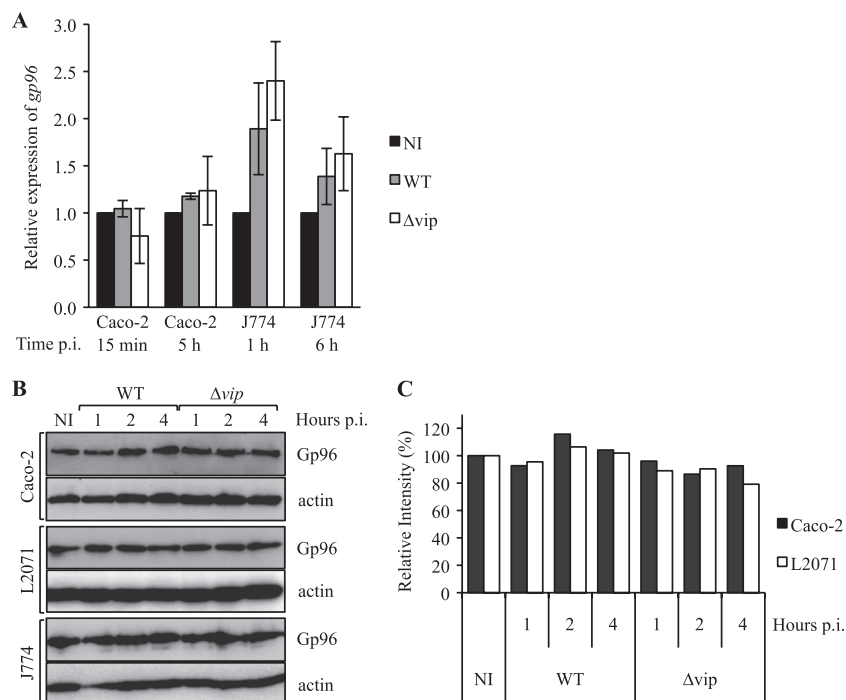 A
3.0
2.5
2.0
1.5
1.0
0.5
0.0
Relative expression of gp96
NI
WT
Δvip
Caco-2 Caco-2 J774 J774
Time p.i. 15 min 5 h 1 h 6 h
B
WT Δvip
NI 1 2 4 1 2 4 Hours p.i.
Caco-2
Gp96
actin
L2071
Gp96
actin
J774
Gp96
actin
C
Relative Intensity (%)
120
100
80
60
40
20
0
Caco-2
L2071
1 2 4 1 2 4 Hours p.i.
NI WT Δvip